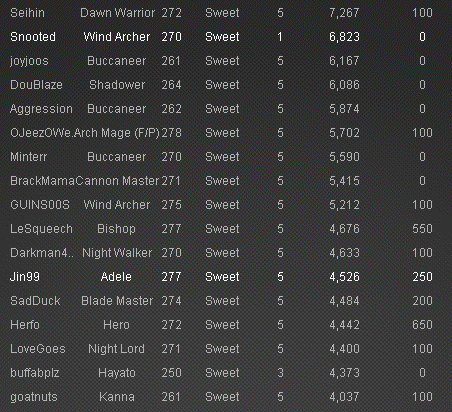 Seihin Dawn Warrior 272 Sweet 5 7,267 100
Snooted Wind Archer 270 Sweet 1 6,823 0
joyjoos Buccaneer 261 Sweet 5 6,167 0
DouBlaze Shadower 264 Sweet 5 6,086 0
Aggression Buccaneer 262 Sweet 5 5,874 0
OJeezOWe.. Arch Mage (F/P) 278 Sweet 5 5,702 100
Minterr Buccaneer 270 Sweet 5 5,590 0
BrackMama Cannon Master 271 Sweet 5 5,415 0
GUINS00S Wind Archer 275 Sweet 5 5,212 100
LeSqueech Bishop 277 Sweet 5 4,676 550
Darkman4.. Night Walker 270 Sweet 5 4,633 100
Jin99 Adele 277 Sweet 5 4,526 250
SadDuck Blade Master 274 Sweet 5 4,484 200
Herfo Hero 272 Sweet 5 4,442 650
LoveGoes Night Lord 271 Sweet 5 4,400 100
buffabplz Hayato 250 Sweet 3 4,373 0
goatnuts Kanna 261 Sweet 5 4,037 100